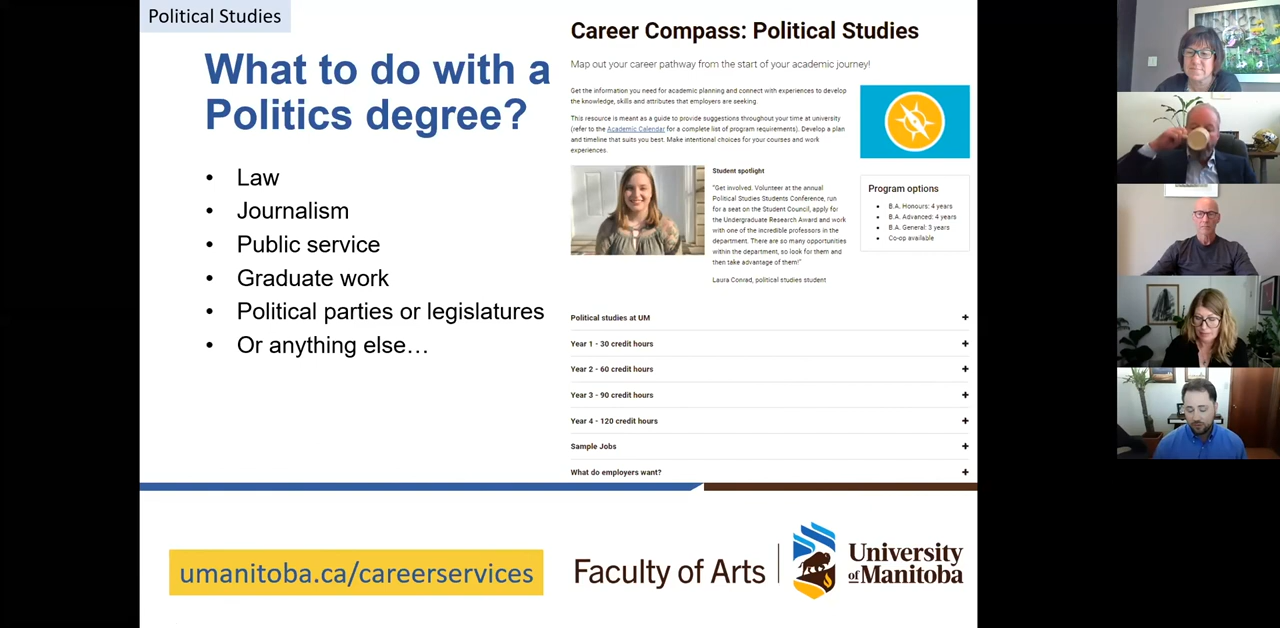 Political Studies
What to do with a
Politics degree?
• Law
• Journalism
• Public service
• Graduate work
• Political parties or legislatures
• Or anything else…
umanitoba.ca/careerservices
Career Compass: Political Studies
Map out your career pathway from the start of your academic journey!
Get the information you need for academic planning and connect with experiences to develop
the knowledge, skills and attributes that employers are seeking.
This resource is meant as a guide to provide suggestions throughout your time at university
(refer to the Academic Calendar for a complete list of program requirements). Develop a plan
and timeline that suits you best. Make intentional choices for your courses and work
experiences.
Student spotlight
"Get involved. Volunteer at the annual
Political Studies Students Conference, run
for a seat on the Student Council, apply for
the Undergraduate Research Award and work
with one of the incredible professors in the
department. There are so many opportunities
within the department, so look for them and
then take advantage of them!"
Laura Conrad, political studies student
Program options
• B.A. Honours: 4 years
• B.A. Advanced: 4 years
• B.A. General: 3 years
• Co-op available
Political studies at UM +
Year 1 - 30 credit hours +
Year 2 - 60 credit hours +
Year 3 - 90 credit hours +
Year 4 - 120 credit hours +
Sample Jobs +
What do employers want? +
Faculty of Arts
University
of Manitoba